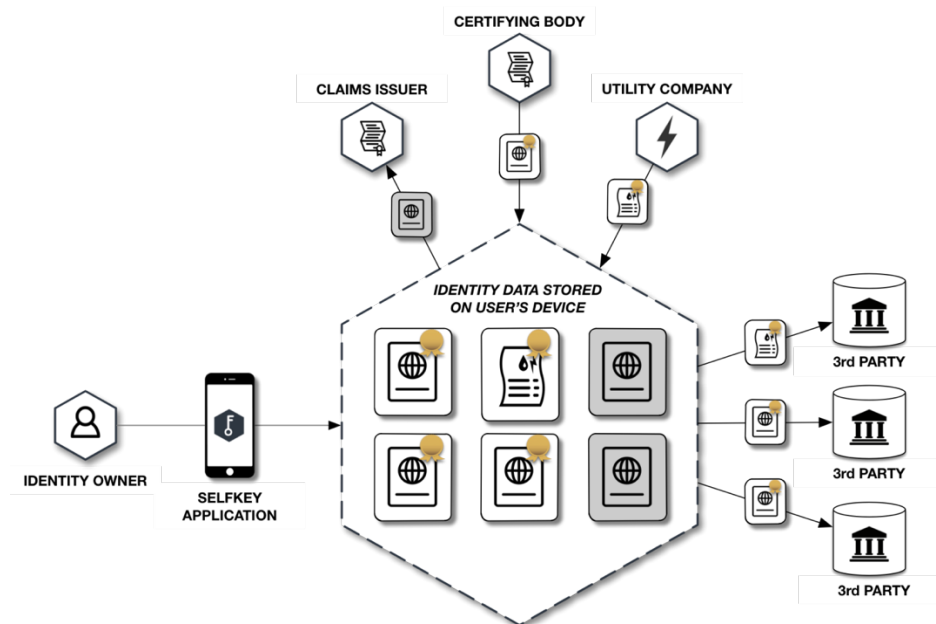 CERTIFYING BODY
CLAIMS ISSUER
UTILITY COMPANY
IDENTITY DATA STORED
ON USER'S DEVICE
3rd PARTY
3rd PARTY
IDENTITY OWNER
SELFKEY
APPLICATION
3rd PARTY